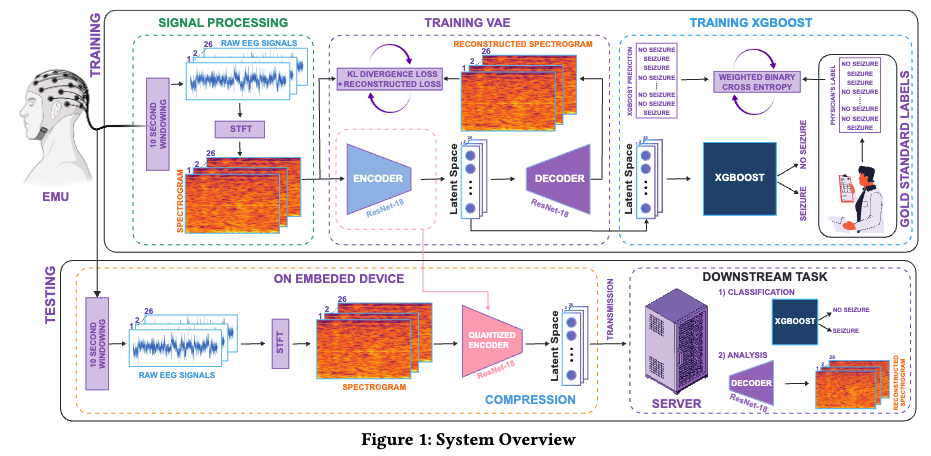 TRAINING
SIGNAL PROCESSING
TRAINING VAE
TRAINING XGBOOST
EMU
10 SECOND
WINDOWING
26
2
1
RAW EEG SIGNALS
STFT
26
2
1
SPECTROGRAM
KL DIVERGENCE LOSS
+RECONSTRUCTED LOSS
RECONSTRUCTED SPECTROGRAM
ENCODER
ResNet-18
26
2
1
Latent Space
DECODER
ResNet-18
XGBOOST PREDICITON
NO SEIZURE
SEIZURE
SEIZURE
NO SEIZURE
NO SEIZURE
NO SEIZURE
SEIZURE
WEIGHTED BINARY
CROSS ENTROPY
PHYSICIAN'S LABEL
NO SEIZURE
SEIZURE
SEIZURE
NO SEIZURE
NO SEIZURE
SEIZURE
GOLD STANDARD LABELS
26
2
1
Latent Space
XGBOOST
NO SEIZURE
SEIZURE
TESTING
ON EMBEDED DEVICE
10 SECOND
WINDOWING
26
2
1
RAW EEG SIGNALS
STFT
26
2
1
SPECTROGRAM
QUANTIZED
ENCODER
ResNet-18
26
2
1
Latent Space
COMPRESSION
TRANSMISSION
DOWNSTREAM TASK
SERVER
1) CLASSIFICATION
XGBOOST
NO SEIZURE
SEIZURE
2) ANALYSIS
DECODER
ResNet-18
26
2
1
RECONSTRUCTED
SPECTROGRAM
Figure 1: System Overview